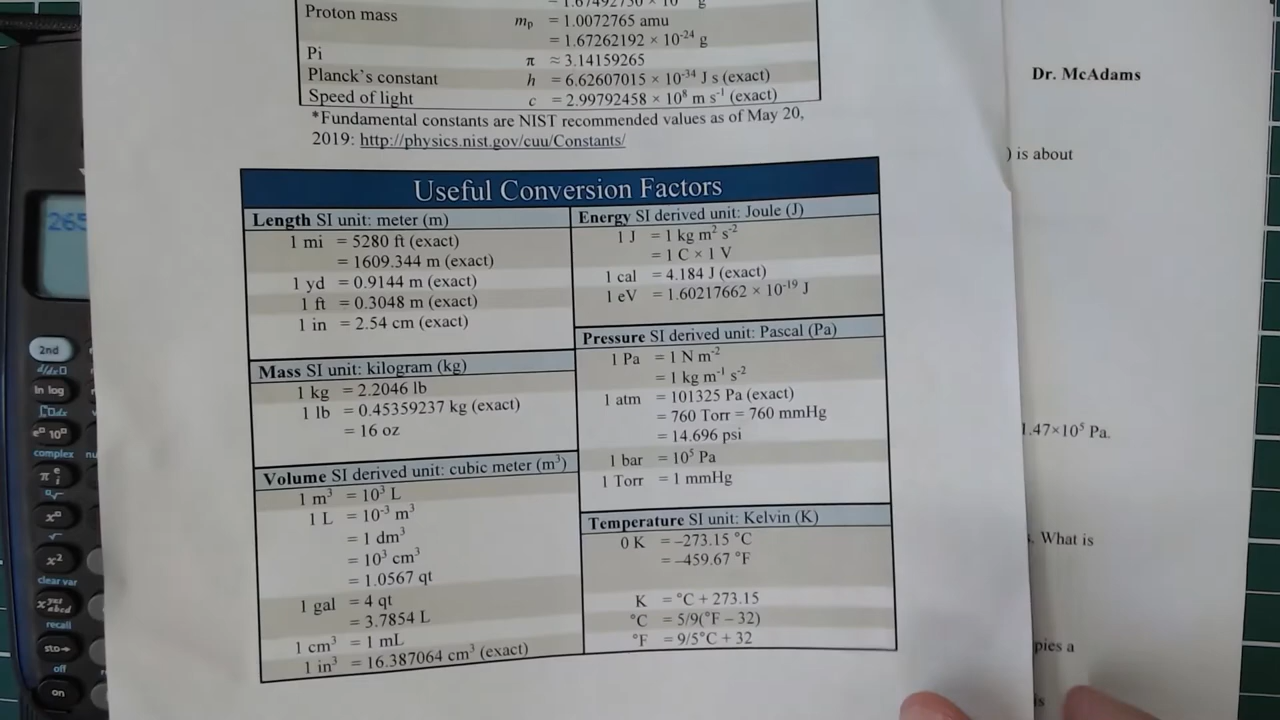 = 1.67492750 × 10 g
Proton mass mₚ = 1.0072765 amu
= 1.67262192 × 10⁻²⁴ g
Pi π ≈ 3.14159265
Planck's constant h = 6.62607015 × 10⁻³⁴ J s (exact)
Speed of light c = 2.99792458 × 10⁸ m s⁻¹ (exact)
*Fundamental constants are NIST recommended values as of May 20,
2019: http://physics.nist.gov/cuu/Constants/
Useful Conversion Factors
Length SI unit: meter (m)
1 mi = 5280 ft (exact)
= 1609.344 m (exact)
1 yd = 0.9144 m (exact)
1 ft = 0.3048 m (exact)
1 in = 2.54 cm (exact)
Mass SI unit: kilogram (kg)
1 kg = 2.2046 lb
1 lb = 0.45359237 kg (exact)
= 16 oz
Volume SI derived unit: cubic meter (m³)
1 m³ = 10³ L
1 L = 10⁻³ m³
= 1 dm³
= 10³ cm³
= 1.0567 qt
1 gal = 4 qt
= 3.7854 L
1 cm³ = 1 mL
1 in³ = 16.387064 cm³ (exact)
Energy SI derived unit: Joule (J)
1 J = 1 kg m² s⁻²
= 1 C × 1 V
1 cal = 4.184 J (exact)
1 eV = 1.60217662 × 10⁻¹⁹ J
Pressure SI derived unit: Pascal (Pa)
1 Pa = 1 N m⁻²
= 1 kg m⁻¹ s⁻²
1 atm = 101325 Pa (exact)
= 760 Torr = 760 mmHg
= 14.696 psi
1 bar = 10⁵ Pa
1 Torr = 1 mmHg
Temperature SI unit: Kelvin (K)
0 K = –273.15 °C
= –459.67 °F
K = °C + 273.15
°C = 5/9(°F – 32)
°F = 9/5°C + 32
Dr. McAdams
) is about
1.47×10⁵ Pa.
. What is
pies a
is
265
2nd
d/dx
ln log
eᵒ 10ᵒ
complex
π e i
x²
clear var
x yzt abcd
recall
sto→
off
on